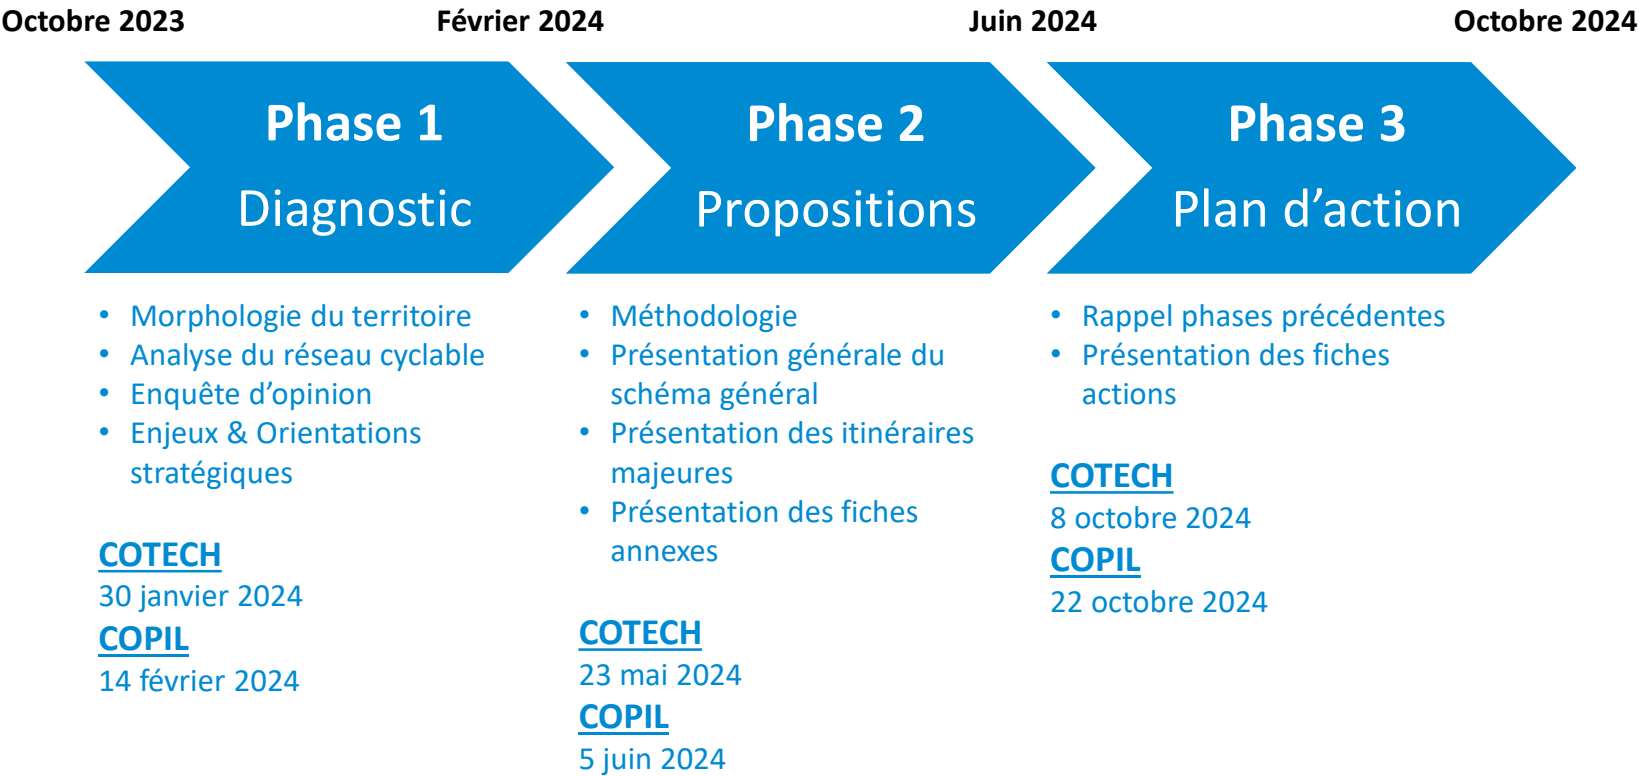 Octobre 2023
Février 2024
Juin 2024
Octobre 2024
Phase 1
Diagnostic
Phase 2
Propositions
Phase 3
Plan d’action
• Morphologie du territoire
• Analyse du réseau cyclable
• Enquête d’opinion
• Enjeux & Orientations
stratégiques
COTECH
30 janvier 2024
COPIL
14 février 2024
• Méthodologie
• Présentation générale du
schéma général
• Présentation des itinéraires
majeures
• Présentation des fiches
annexes
COTECH
23 mai 2024
COPIL
5 juin 2024
• Rappel phases précédentes
• Présentation des fiches
actions
COTECH
8 octobre 2024
COPIL
22 octobre 2024